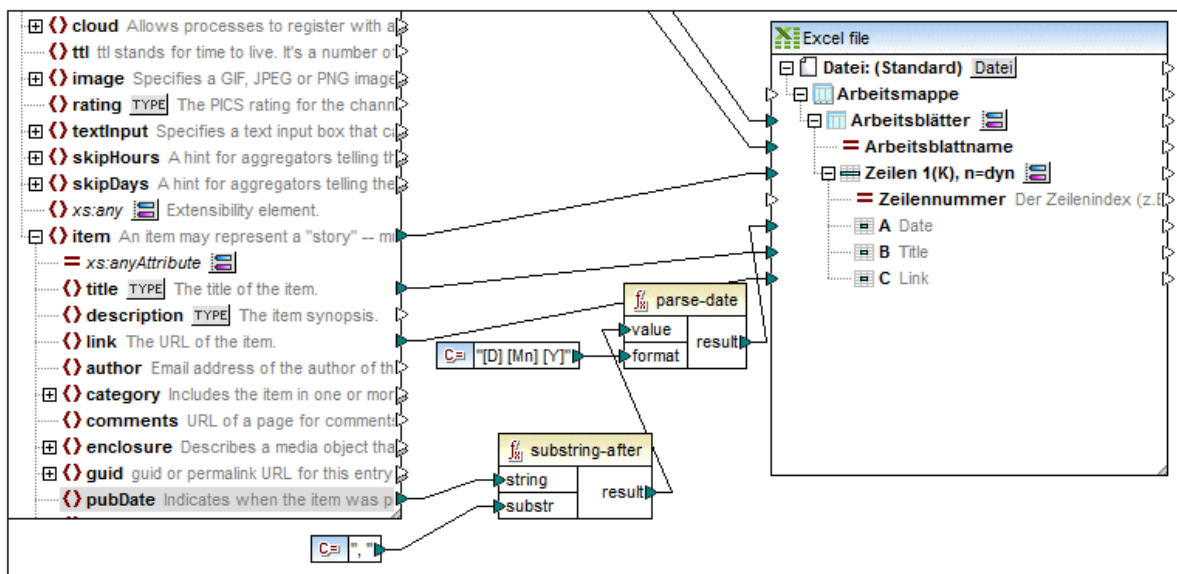 cloud Allows processes to register with a
ttl ttl stands for time to live. It's a number of
image Specifies a GIF, JPEG or PNG image
rating TYPE The PICS rating for the chann
textInput Specifies a text input box that ca
skipHours A hint for aggregators telling th
skipDays A hint for aggregators telling the
xs:any Extensibility element.
item An item may represent a "story" -- m
= xs:anyAttribute
title TYPE The title of the item.
description TYPE The item synopsis.
link The URL of the item.
author Email address of the author of th
category Includes the item in one or mor
comments URL of a page for comments
enclosure Describes a media object tha
guid guid or permalink URL for this entry
pubDate Indicates when the item was p
C= ", "
C= "[D] [Mn] [Y]"
parse-date
value
format
result
substring-after
string
substr
result
Excel file
Datei: (Standard) Datei
Arbeitsmappe
Arbeitsblätter
= Arbeitsblattname
Zeilen 1(K), n=dyn
= Zeilennummer Der Zeilenindex (z.B
A Date
B Title
C Link